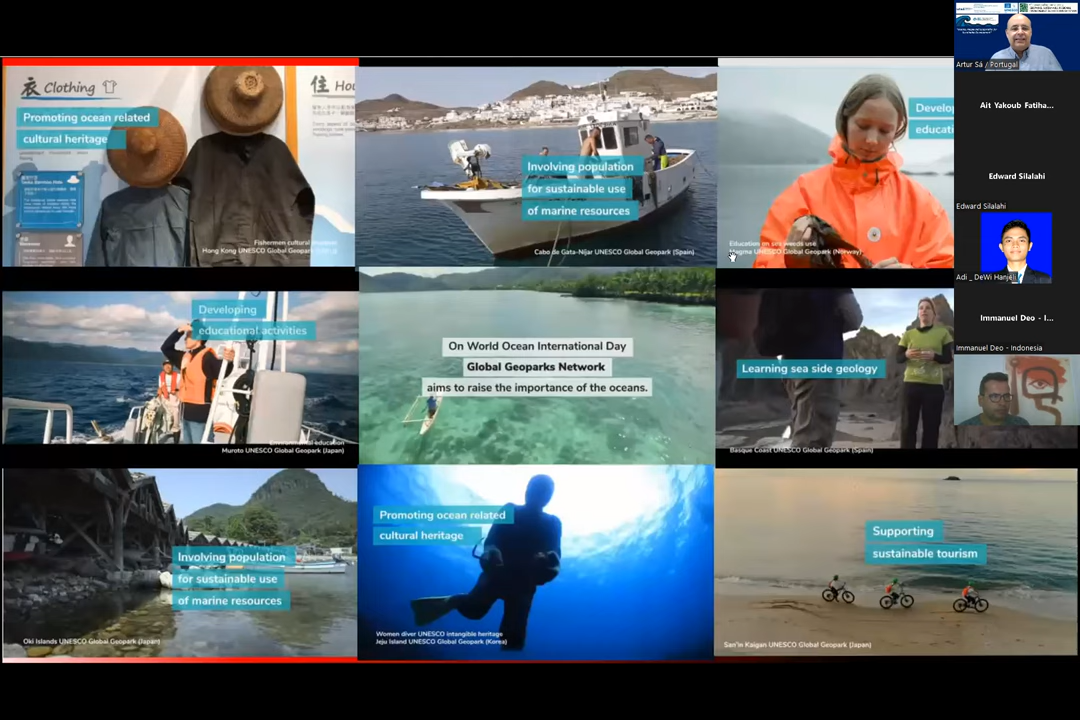 衣 Clothing
住
Promoting ocean related
cultural heritage
Fishermen cultural
Hong Kong UNESCO Global Geopark
Involving population
for sustainable use
of marine resources
Cabo de Gata-Níjar UNESCO Global Geopark (Spain)
Education on seaweeds use
Magma UNESCO Global Geopark (Norway)
Developing
educational activities
Environmental education
Muroto UNESCO Global Geopark (Japan)
On World Ocean International Day
Global Geoparks Network
aims to raise the importance of the oceans.
Learning sea side geology
Basque Coast UNESCO Global Geopark (Spain)
Involving population
for sustainable use
of marine resources
Oki Islands UNESCO Global Geopark (Japan)
Promoting ocean related
cultural heritage
Women diver UNESCO intangible heritage
Jeju Island UNESCO Global Geopark (Korea)
Supporting
sustainable tourism
San'in Kaigan UNESCO Global Geopark (Japan)
Artur Sá / Portugal
Ait Yakoub Fatiha...
Edward Silalahi
Edward Silalahi
Adi _ DeWi Hanjeli
Immanuel Deo - I...
Immanuel Deo - Indonesia